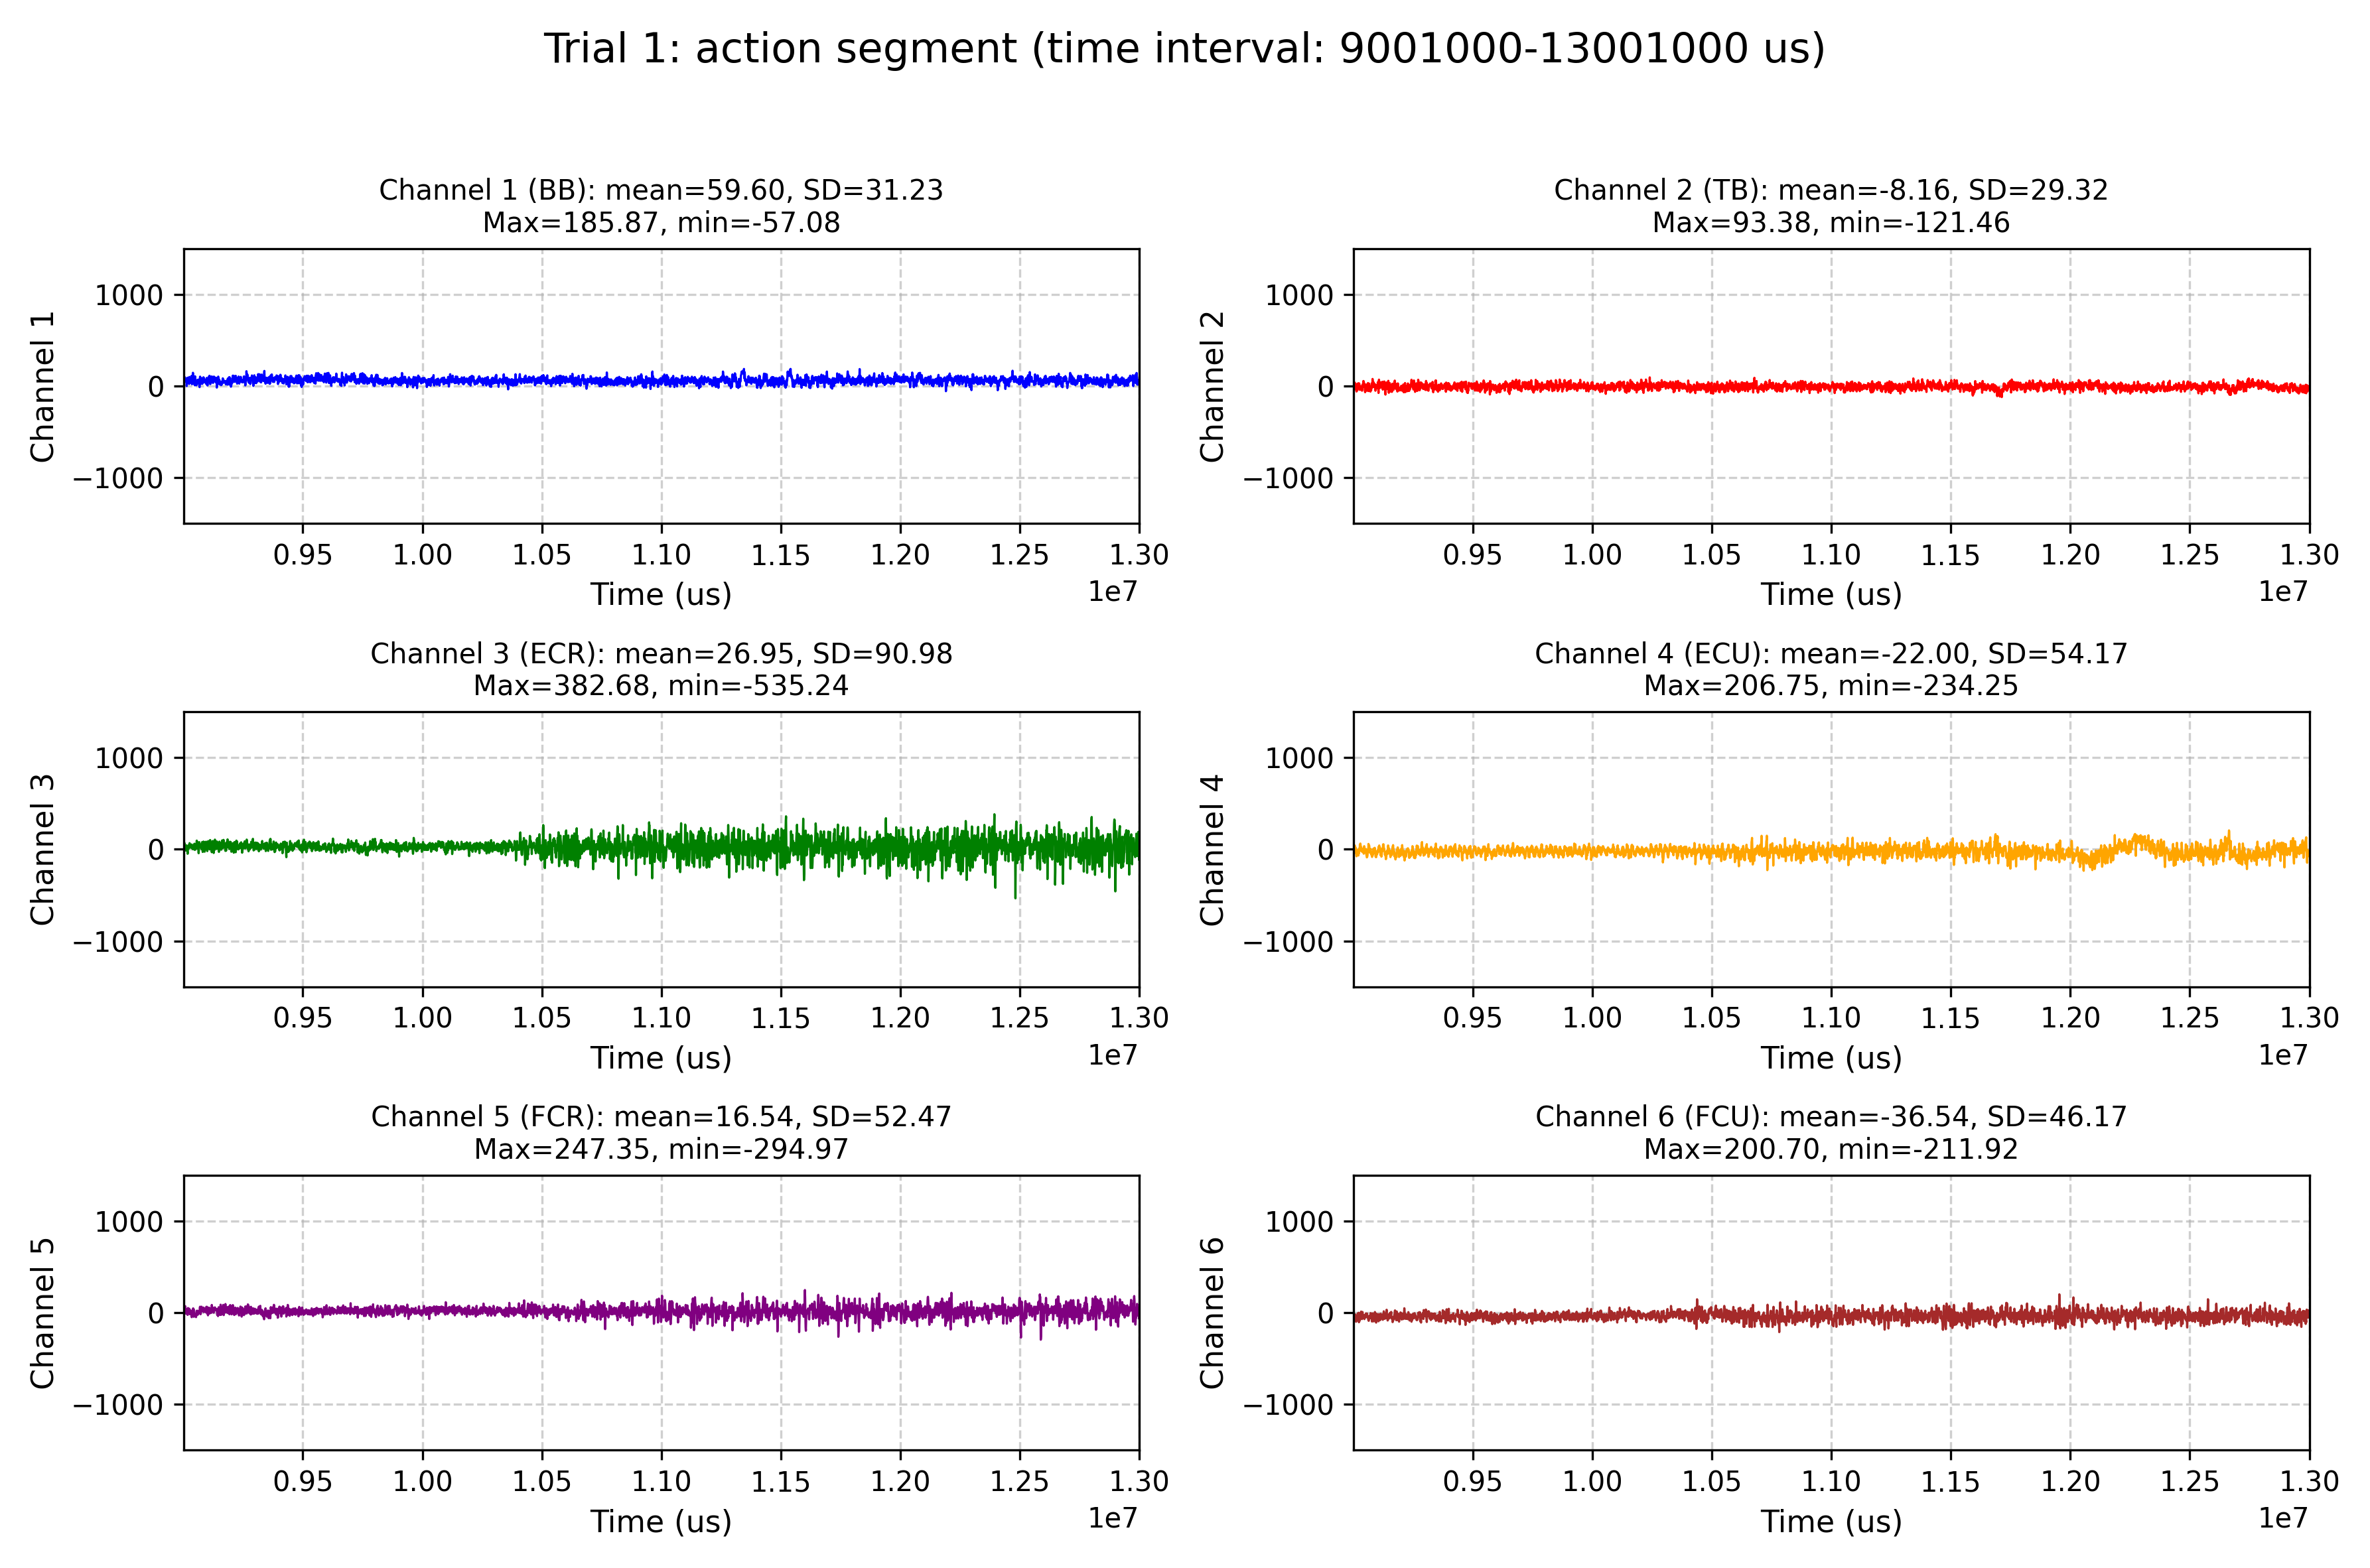 Trial 1: action segment (time interval: 9001000-13001000 us)
Channel 1 (BB): mean=59.60, SD=31.23
Max=185.87, min=-57.08
Channel 1
1000
0
−1000
0.95 1.00 1.05 1.10 1.15 1.20 1.25 1.30
Time (us)
1e7
Channel 2 (TB): mean=-8.16, SD=29.32
Max=93.38, min=-121.46
Channel 2
1000
0
−1000
0.95 1.00 1.05 1.10 1.15 1.20 1.25 1.30
Time (us)
1e7
Channel 3 (ECR): mean=26.95, SD=90.98
Max=382.68, min=-535.24
Channel 3
1000
0
−1000
0.95 1.00 1.05 1.10 1.15 1.20 1.25 1.30
Time (us)
1e7
Channel 4 (ECU): mean=-22.00, SD=54.17
Max=206.75, min=-234.25
Channel 4
1000
0
−1000
0.95 1.00 1.05 1.10 1.15 1.20 1.25 1.30
Time (us)
1e7
Channel 5 (FCR): mean=16.54, SD=52.47
Max=247.35, min=-294.97
Channel 5
1000
0
−1000
0.95 1.00 1.05 1.10 1.15 1.20 1.25 1.30
Time (us)
1e7
Channel 6 (FCU): mean=-36.54, SD=46.17
Max=200.70, min=-211.92
Channel 6
1000
0
−1000
0.95 1.00 1.05 1.10 1.15 1.20 1.25 1.30
Time (us)
1e7